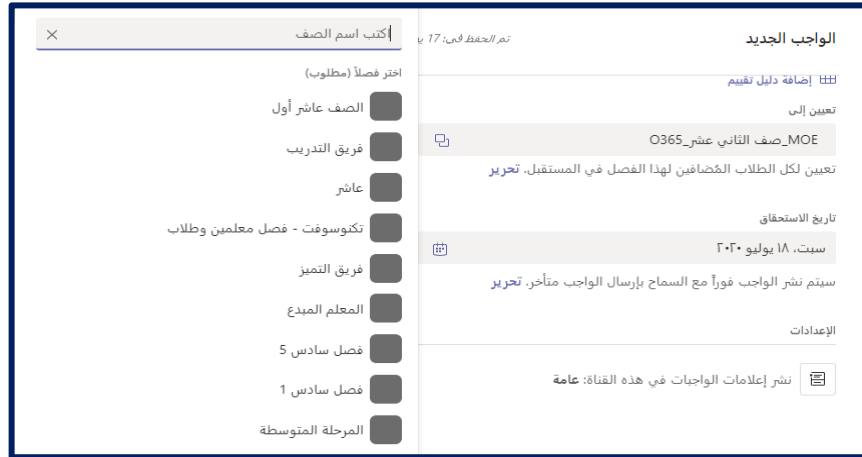 الواجب الجديد
تم الحفظ في: 17
إضافة دليل تقييم
تعيين إلى
MOE_صف الثاني عشر_O365
تعيين لكل الطلاب المُضافين لهذا الفصل في المستقبل. تحرير
تاريخ الاستحقاق
سبت، ١٨ يوليو ٢٠٢٠
سيتم نشر الواجب فوراً مع السماح بإرسال الواجب متأخر. تحرير
الإعدادات
نشر إعلامات الواجبات في هذه القناة: عامة
اكتب اسم الصف
اختر فصلاً (مطلوب)
الصف عاشر أول
فريق التدريب
عاشر
تكنوسوفت - فصل معلمين وطلاب
فريق التميز
المعلم المبدع
فصل سادس 5
فصل سادس 1
المرحلة المتوسطة